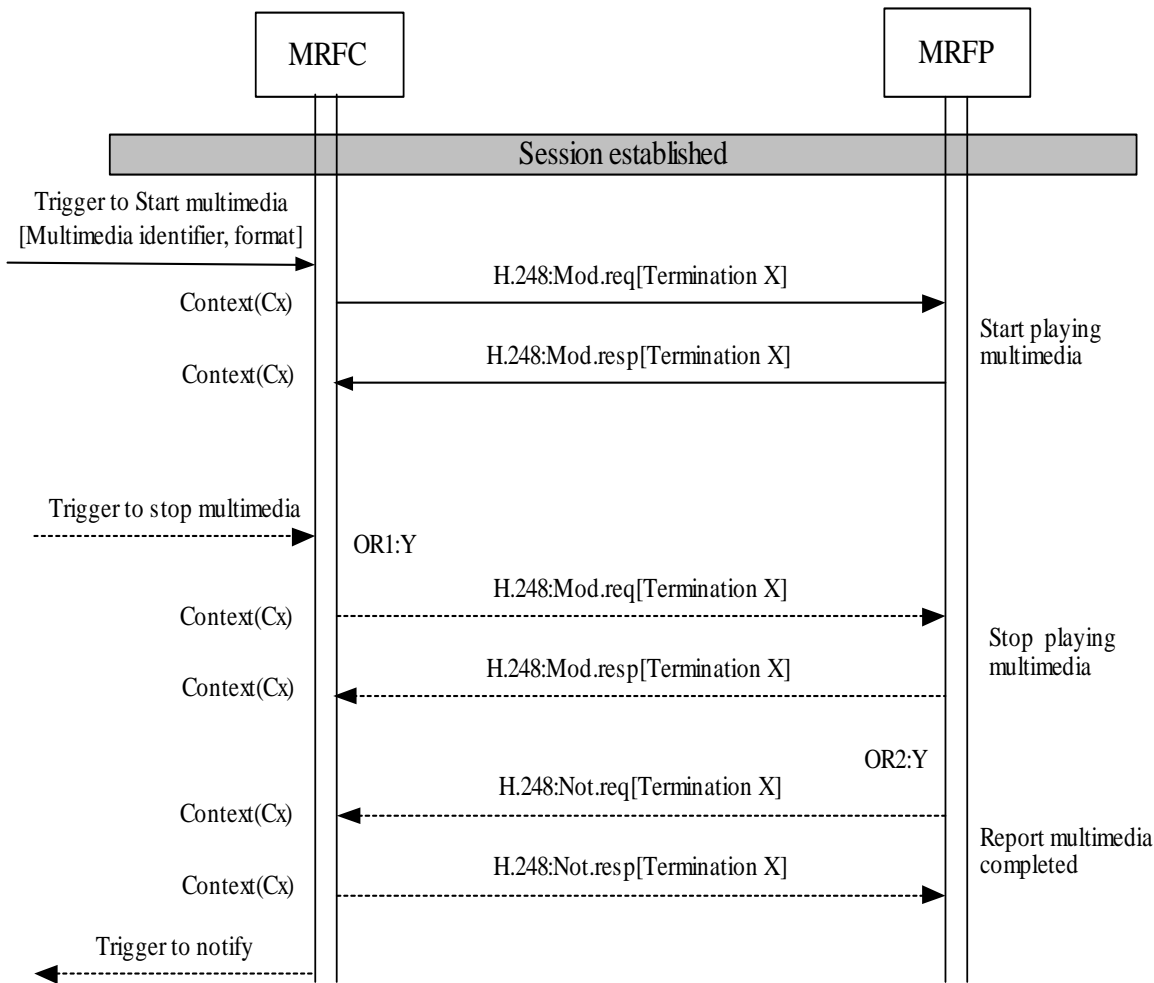 MRFC
MRFP
Session established
Trigger to Start multimedia
[Multimedia identifier, format]
H.248:Mod.req[Termination X]
Context(Cx)
Start playing
multimedia
H.248:Mod.resp[Termination X]
Context(Cx)
Trigger to stop multimedia
OR1:Y
H.248:Mod.req[Termination X]
Context(Cx)
Stop playing
multimedia
H.248:Mod.resp[Termination X]
Context(Cx)
OR2:Y
H.248:Not.req[Termination X]
Context(Cx)
Report multimedia
completed
H.248:Not.resp[Termination X]
Context(Cx)
Trigger to notify